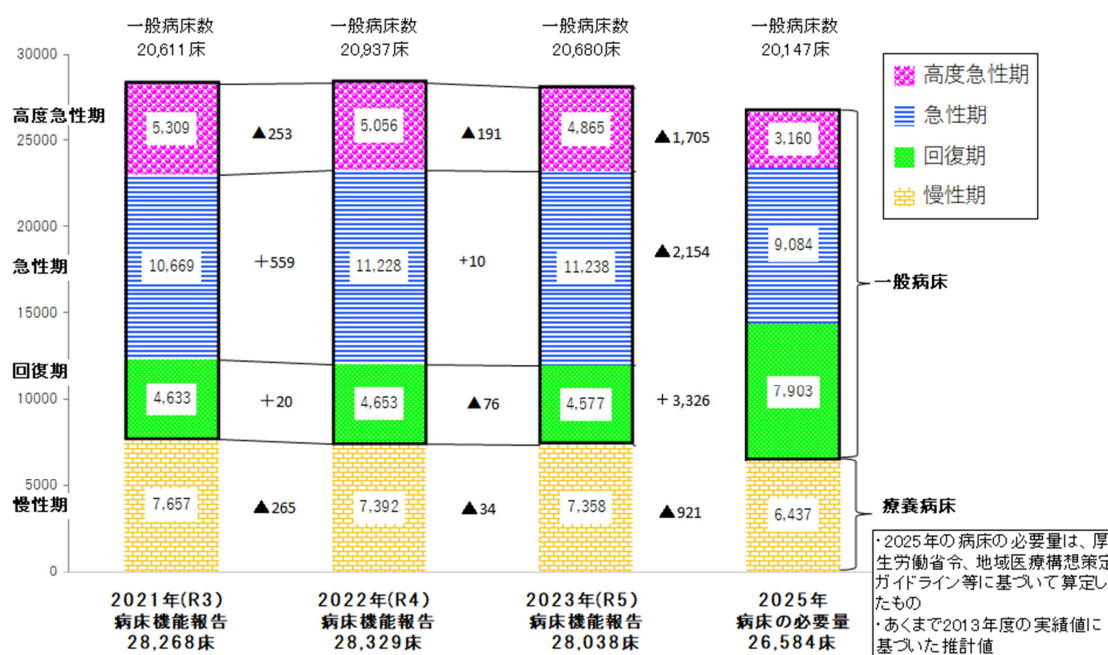 一般病床数
20,611床
一般病床数
20,937床
一般病床数
20,680床
一般病床数
20,147床
30000
25000
20000
15000
10000
5000
0
高度急性期
急性期
回復期
慢性期
5,309
▲253
5,056
▲191
4,865
▲1,705
3,160
10,669
+559
11,228
+10
11,238
▲2,154
9,084
4,633
+20
4,653
▲76
4,577
+3,326
7,903
7,657
▲265
7,392
▲34
7,358
▲921
6,437
高度急性期
急性期
回復期
慢性期
一般病床
療養病床
2021年(R3)
病床機能報告
28,268床
2022年(R4)
病床機能報告
28,329床
2023年(R5)
病床機能報告
28,038床
2025年
病床の必要量
26,584床
・2025年の病床の必要量は、厚
生労働省令、地域医療構想策定
ガイドライン等に基づいて算定し
たもの
・あくまで2013年度の実績値に
基づいた推計値